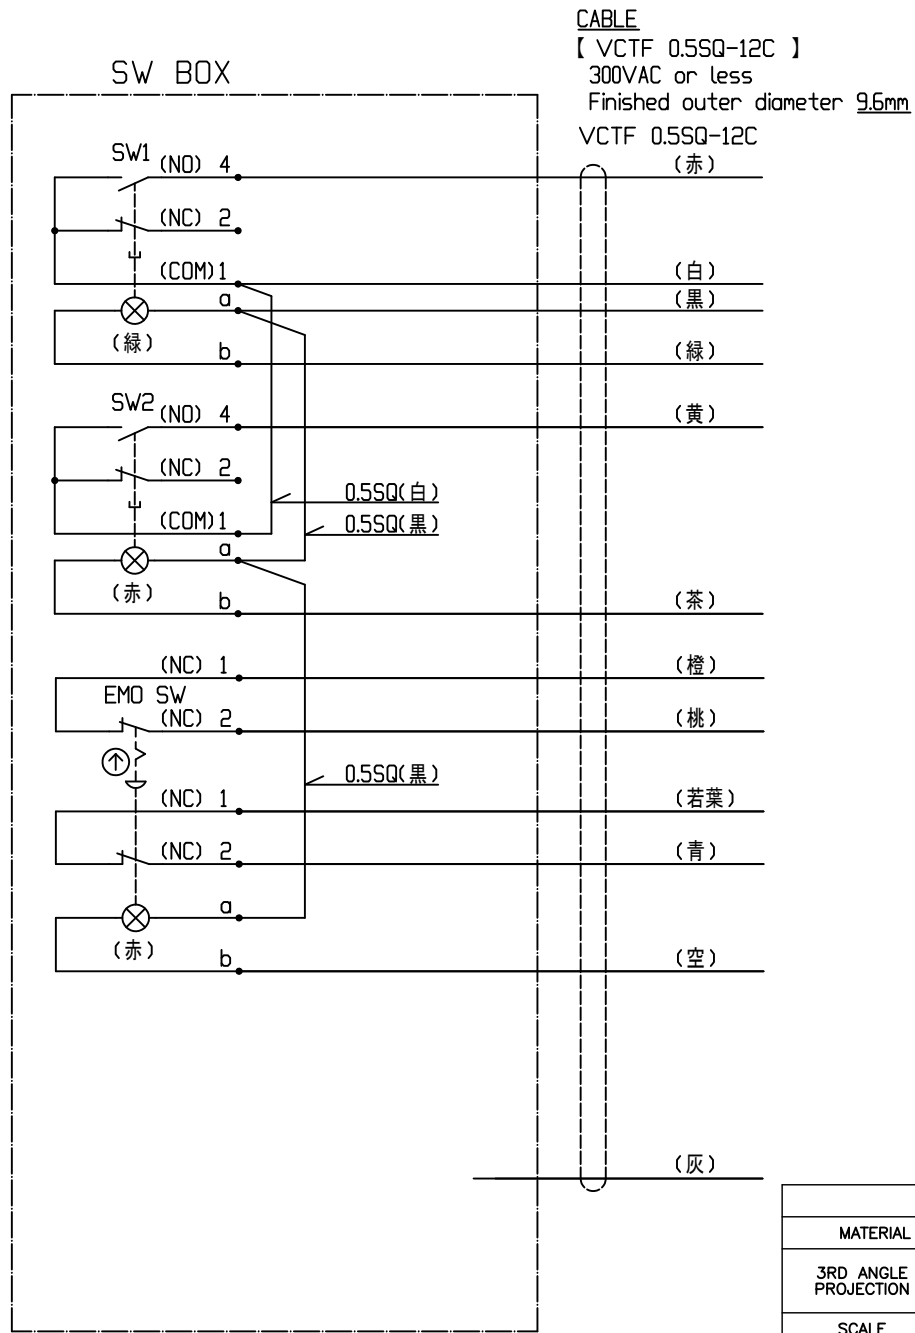 CABLE
【 VCTF 0.5SQ-12C 】
300VAC or less
Finished outer diameter 9.6mm
SW BOX
VCTF 0.5SQ-12C
SW1
(NO) 4
(赤)
(NC) 2
(COM)1
(白)
a
(黒)
(緑)
b
(緑)
SW2
(NO) 4
(黄)
(NC) 2
0.5SQ(白)
(COM)1
0.5SQ(黒)
a
(赤)
b
(茶)
(NC) 1
(橙)
EMO SW
(NC) 2
(桃)
0.5SQ(黒)
(NC) 1
(若葉)
(NC) 2
(青)
a
(赤)
b
(空)
(灰)
MATERIAL
3RD ANGLE
PROJECTION
SCALE